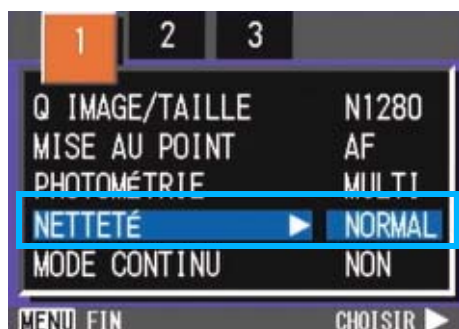 1 2 3
Q IMAGE/TAILLE N1280
MISE AU POINT AF
PHOTOMÉTRIE MULTI
NETTETÉ NORMAL
MODE CONTINU NON
MENU FIN CHOISIR